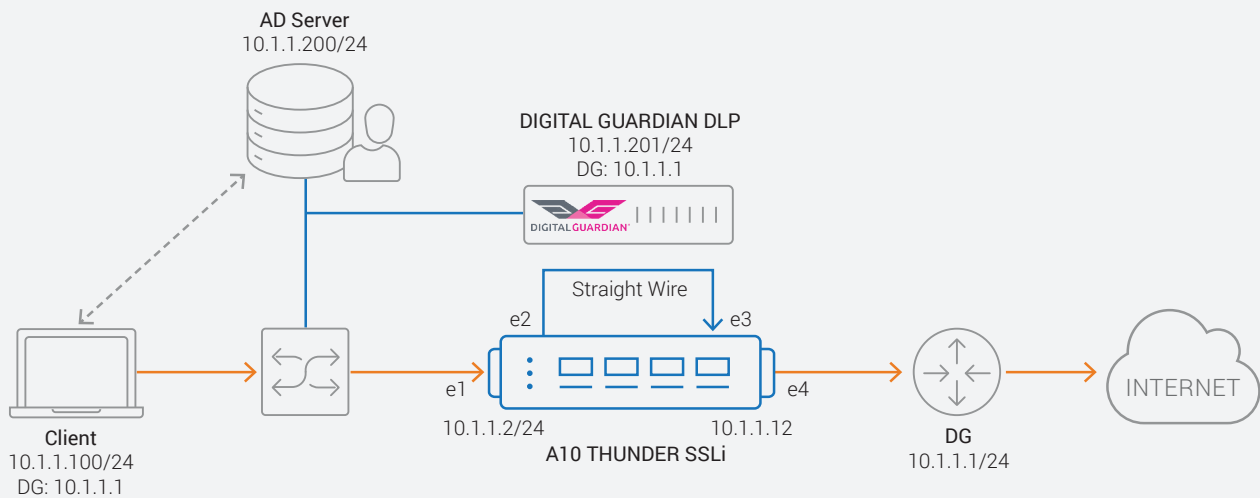 AD Server
10.1.1.200/24
DIGITAL GUARDIAN DLP
10.1.1.201/24
DG: 10.1.1.1
DIGITALGUARDIAN
Straight Wire
e2
e3
e1
e4
INTERNET
10.1.1.2/24
10.1.1.12
A10 THUNDER SSLi
Client
10.1.1.100/24
DG: 10.1.1.1
DG
10.1.1.1/24